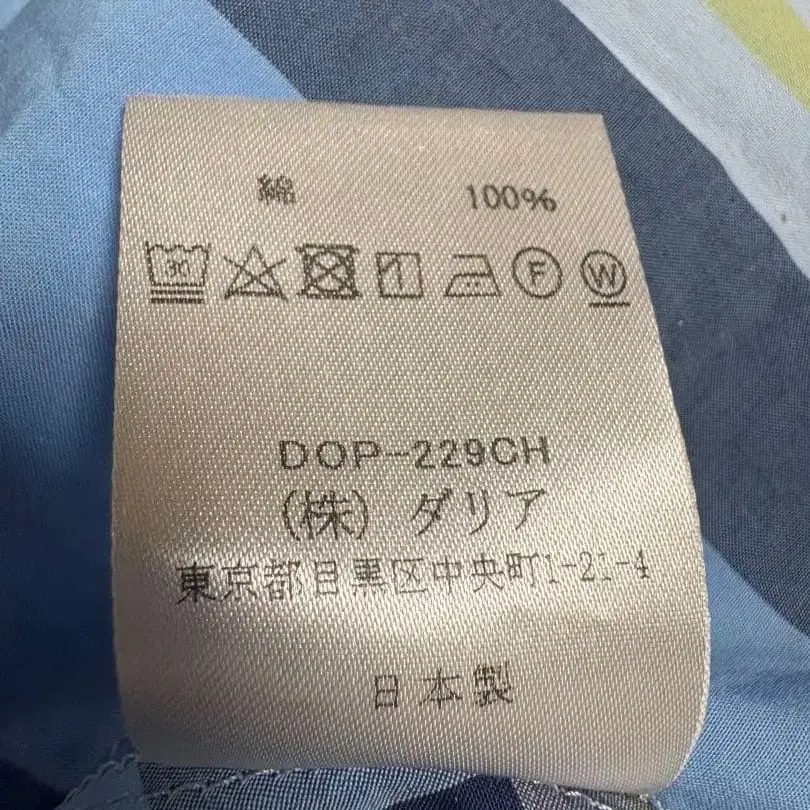 綿 100%
30 F W
DOP-229CH
(株) ダリア
東京都目黒区中央町1-21-4
日本製